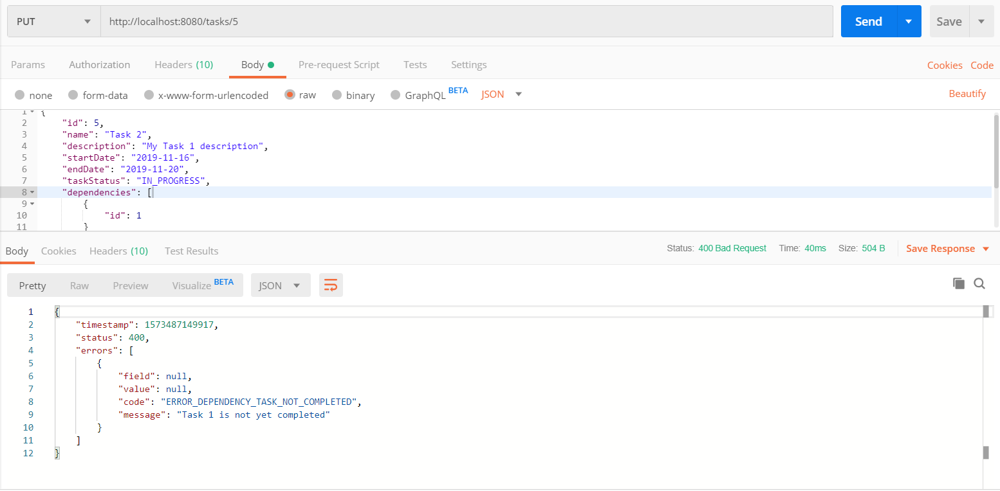 PUT http://localhost:8080/tasks/5 Send Save
Params Authorization Headers (10) Body Pre-request Script Tests Settings Cookies Code
none form-data x-www-form-urlencoded raw binary GraphQL BETA JSON Beautify
1 {
2 "id": 5,
3 "name": "Task 2",
4 "description": "My Task 1 description",
5 "startDate": "2019-11-16",
6 "endDate": "2019-11-20",
7 "taskStatus": "IN_PROGRESS",
8 "dependencies": [
9 {
10 "id": 1
11 }
Body Cookies Headers (10) Test Results Status: 400 Bad Request Time: 40ms Size: 504 B Save Response
Pretty Raw Preview Visualize BETA JSON
1 {
2 "timestamp": 1573487149917,
3 "status": 400,
4 "errors": [
5 {
6 "field": null,
7 "value": null,
8 "code": "ERROR_DEPENDENCY_TASK_NOT_COMPLETED",
9 "message": "Task 1 is not yet completed"
10 }
11 ]
12 }